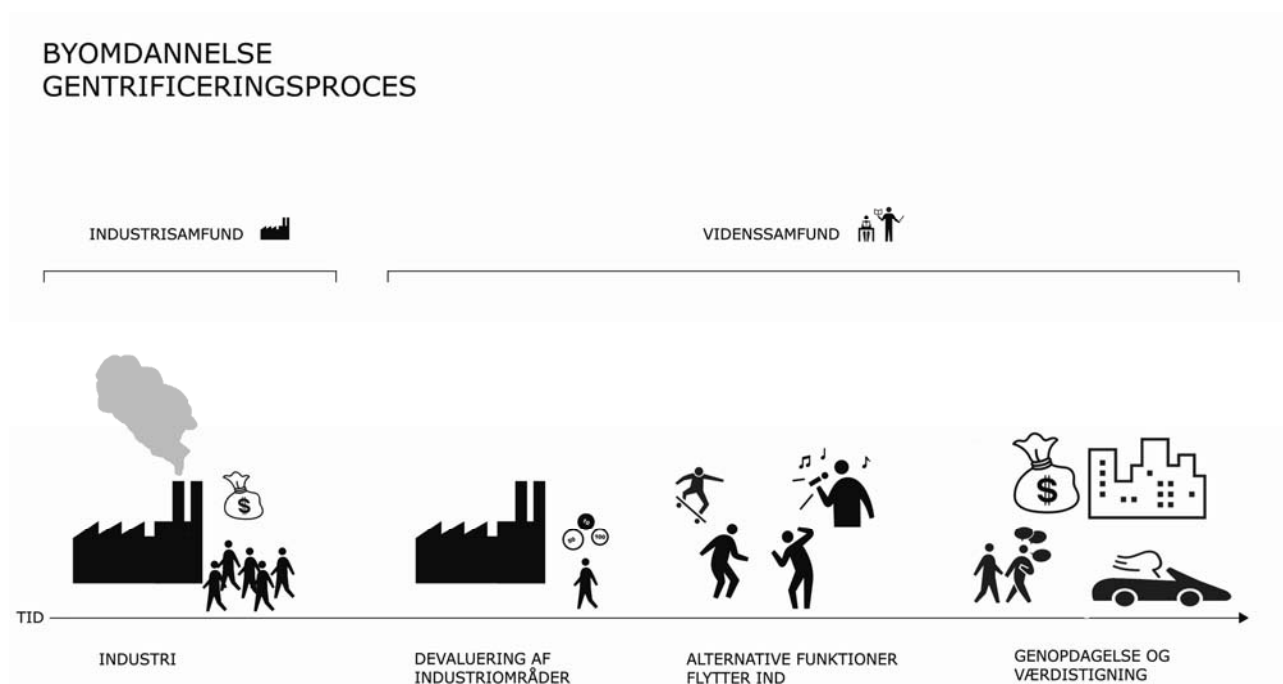 BYOMDANNELSE
GENTRIFICERINGSPROCES
INDUSTRISAMFUND
VIDENSSAMFUND
$
$
TID
INDUSTRI
DEVALUERING AF
INDUSTRIOMRÅDER
ALTERNATIVE FUNKTIONER
FLYTTER IND
GENOPDAGELSE OG
VÆRDISTIGNING